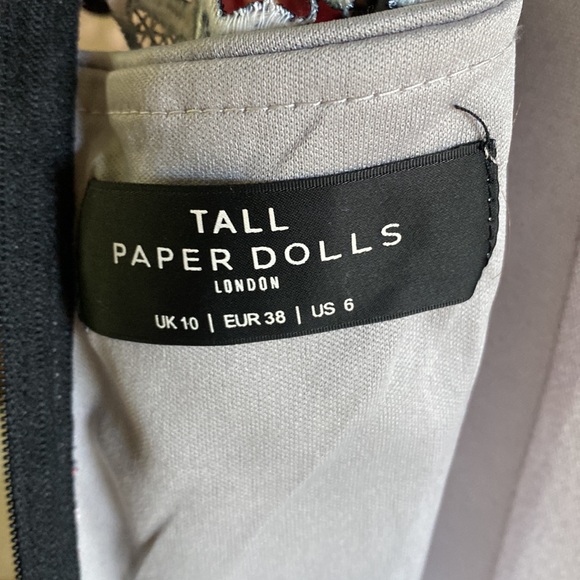 TALL
PAPER DOLLS
LONDON
UK 10 | EUR 38 | US 6